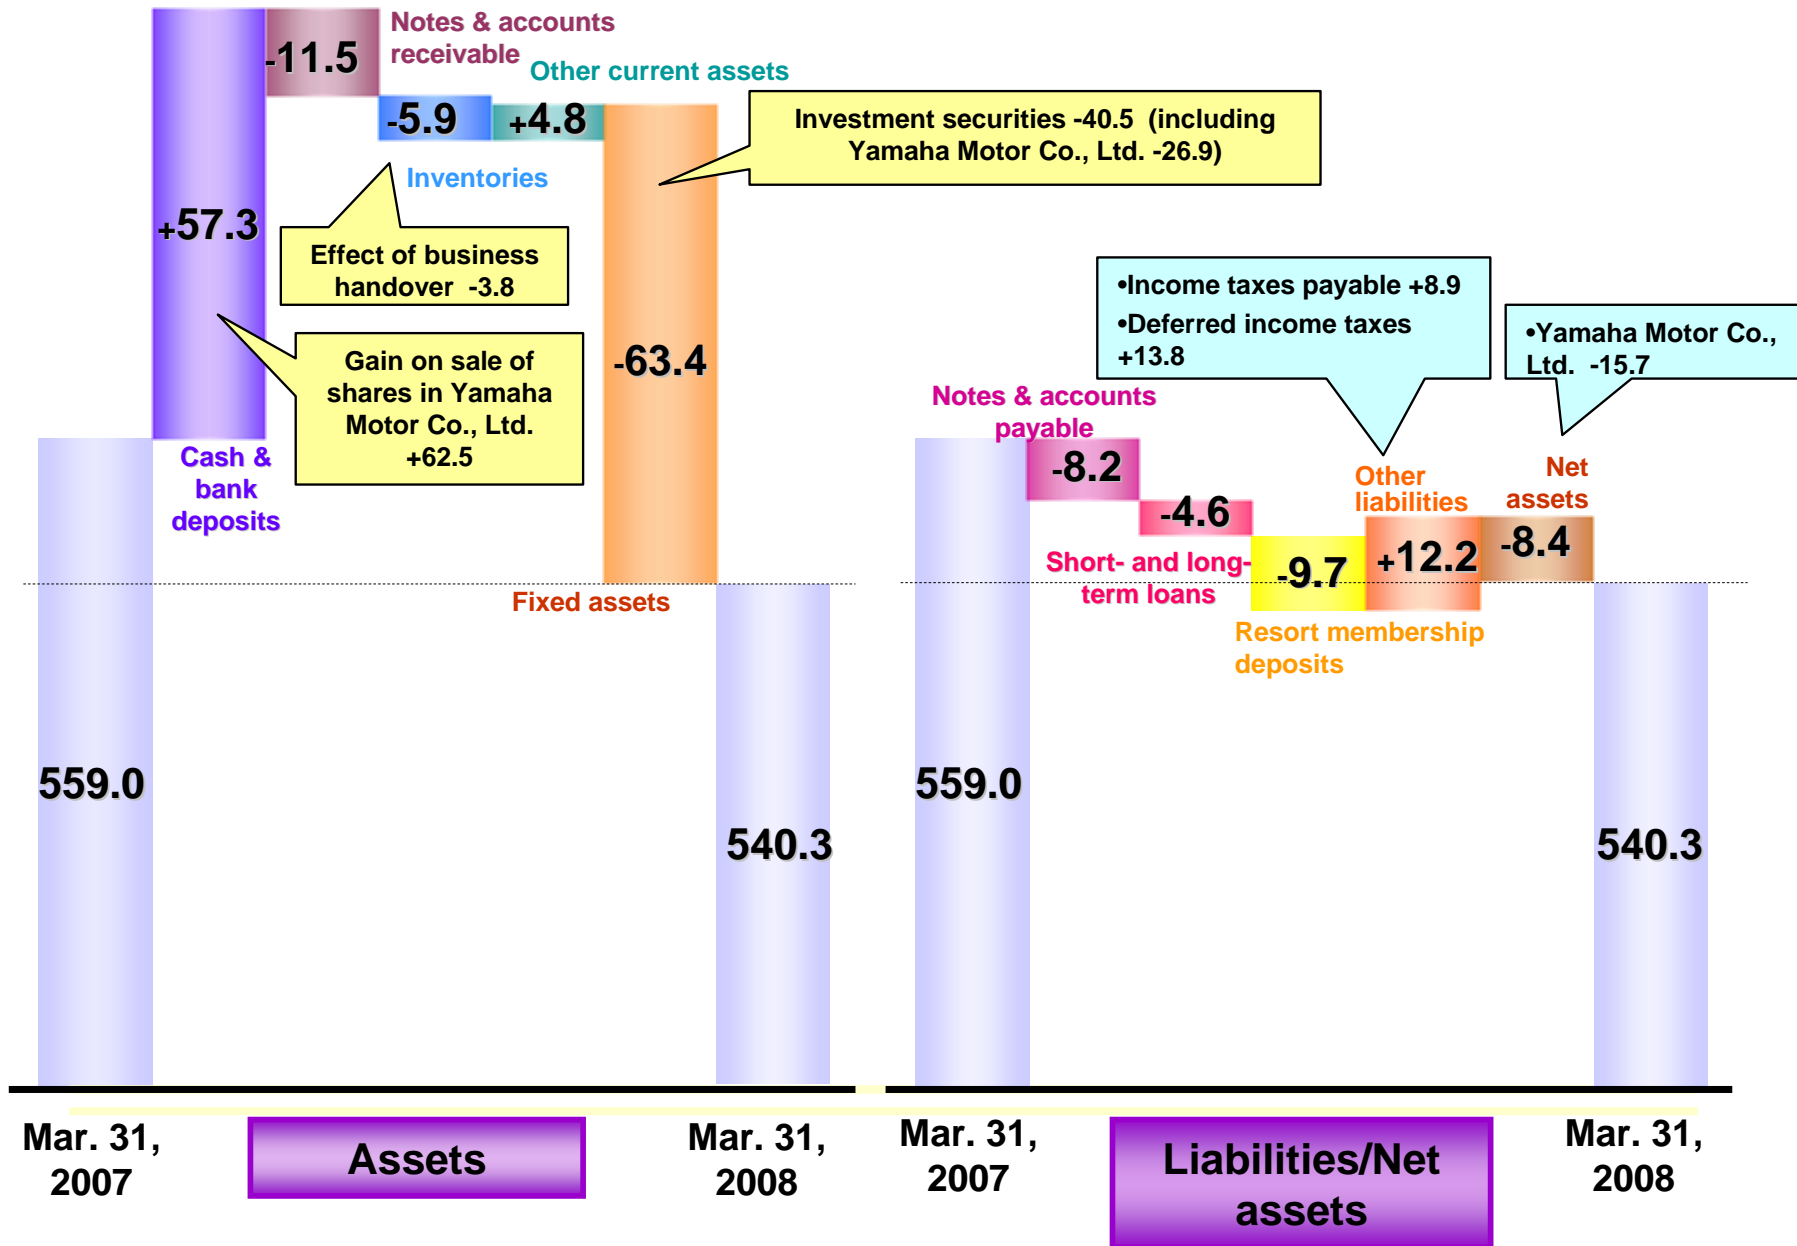 Notes & accounts
receivable
-11.5
Other current assets
-5.9
+4.8
Investment securities -40.5  (including
Yamaha Motor Co., Ltd. -26.9)
Inventories
+57.3
Effect of business
handover  -3.8
Gain on sale of
shares in Yamaha
Motor Co., Ltd.
+62.5
-63.4
Cash &
bank
deposits
Fixed assets
559.0
540.3
Mar. 31,
2007
Assets
Mar. 31,
2008
•Income taxes payable +8.9
•Deferred income taxes
+13.8
•Yamaha Motor Co.,
Ltd.  -15.7
Notes & accounts
payable
-8.2
-4.6
Short- and long-
term loans
-9.7
Resort membership
deposits
Other
liabilities
+12.2
Net
assets
-8.4
559.0
540.3
Mar. 31,
2007
Liabilities/Net
assets
Mar. 31,
2008